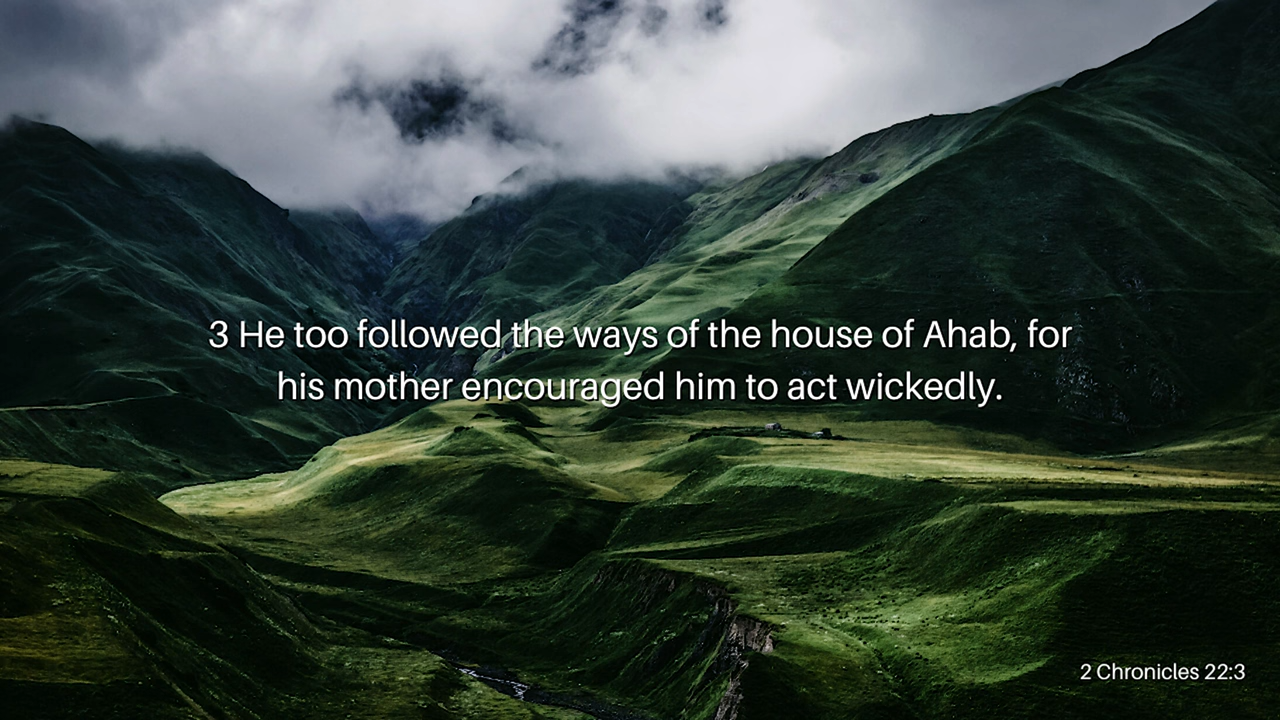 3 He too followed the ways of the house of Ahab, for
his mother encouraged him to act wickedly.
2 Chronicles 22:3